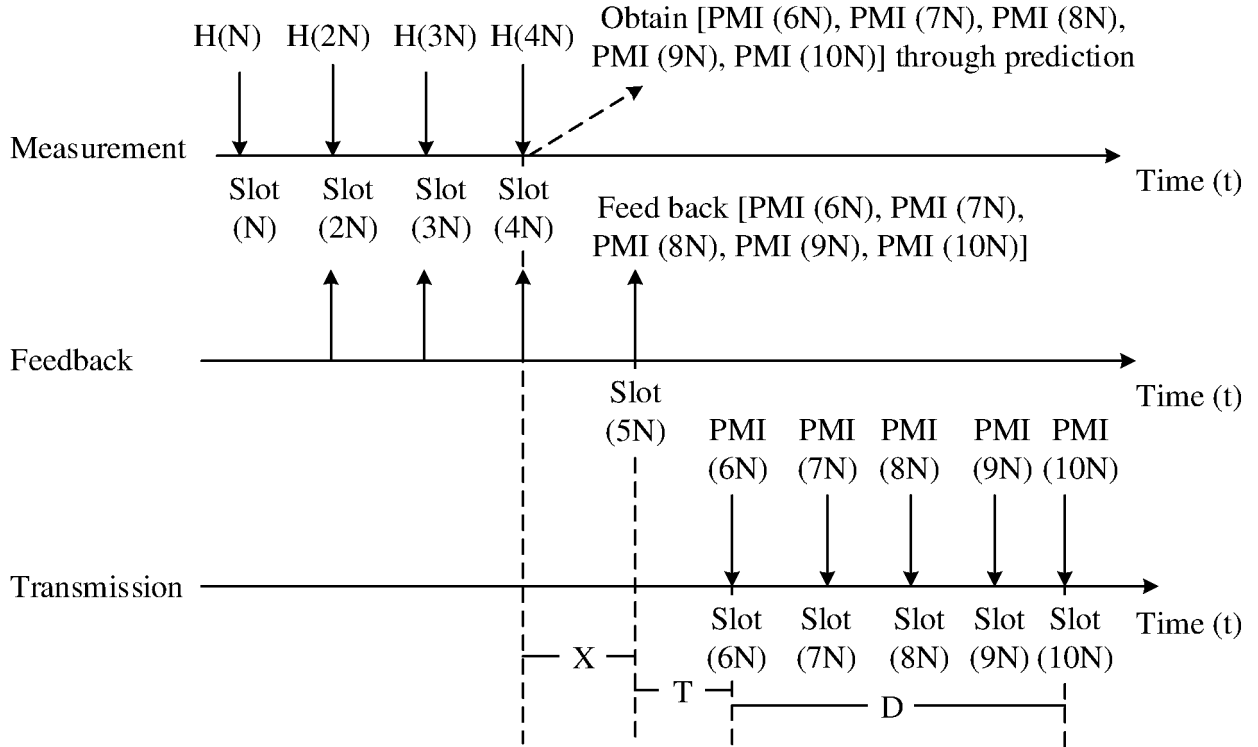 H(N) H(2N) H(3N) H(4N)
Obtain [PMI (6N), PMI (7N), PMI (8N),
PMI (9N), PMI (10N)] through prediction
Measurement
Time (t)
Slot Slot Slot Slot
(N) (2N) (3N) (4N)
Feed back [PMI (6N), PMI (7N),
PMI (8N), PMI (9N), PMI (10N)]
Feedback
Time (t)
Slot
(5N)
PMI PMI PMI PMI PMI
(6N) (7N) (8N) (9N) (10N)
Transmission
Time (t)
Slot Slot Slot Slot Slot
(6N) (7N) (8N) (9N) (10N)
X
T
D